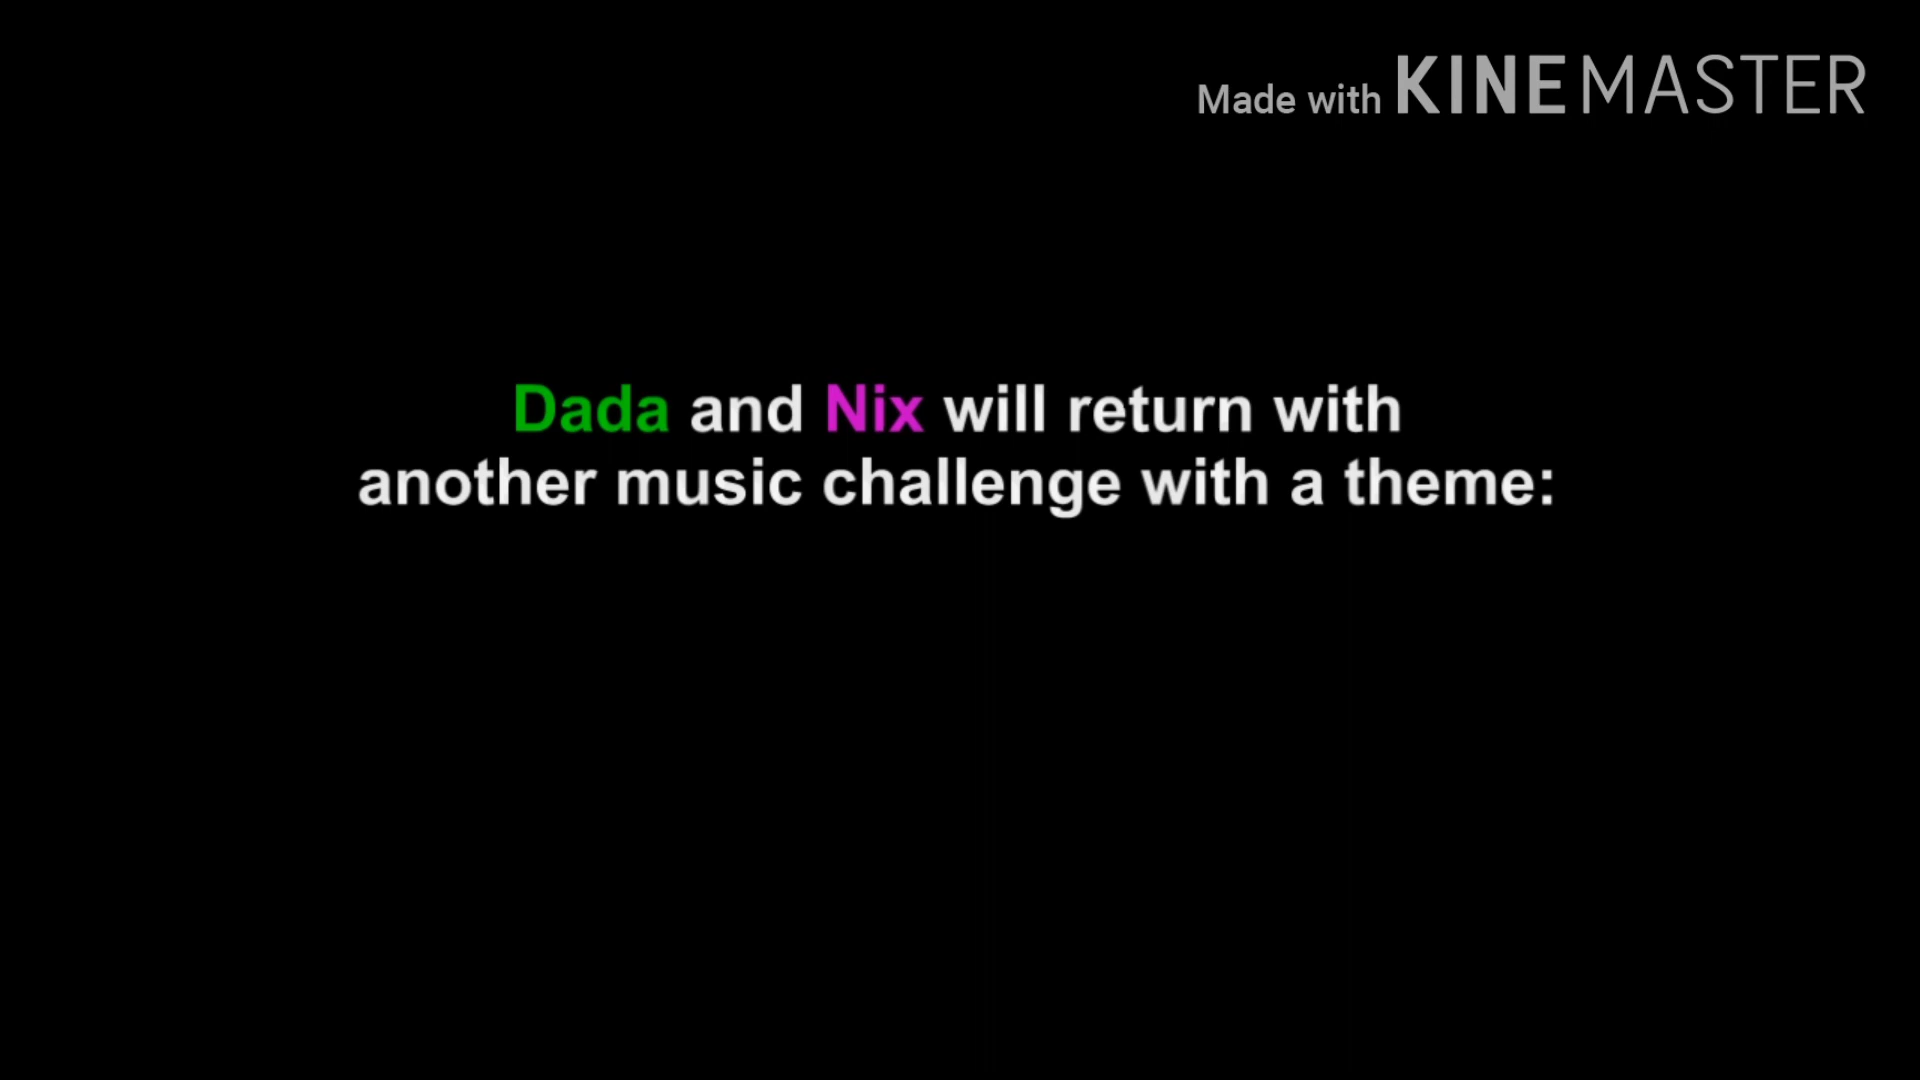 Made with KINEMASTER
Dada and Nix will return with
another music challenge with a theme: